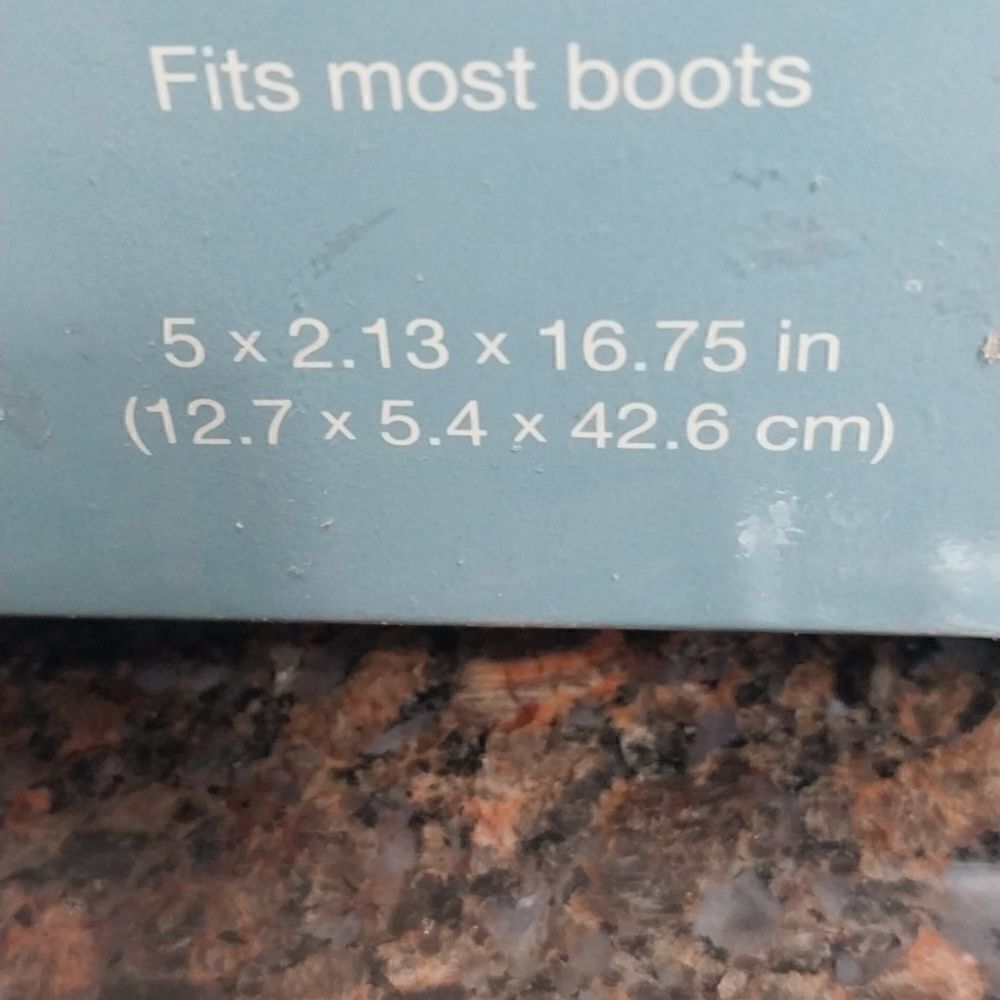 Fits most boots
5 x 2.13 x 16.75 in
(12.7 x 5.4 x 42.6 cm)